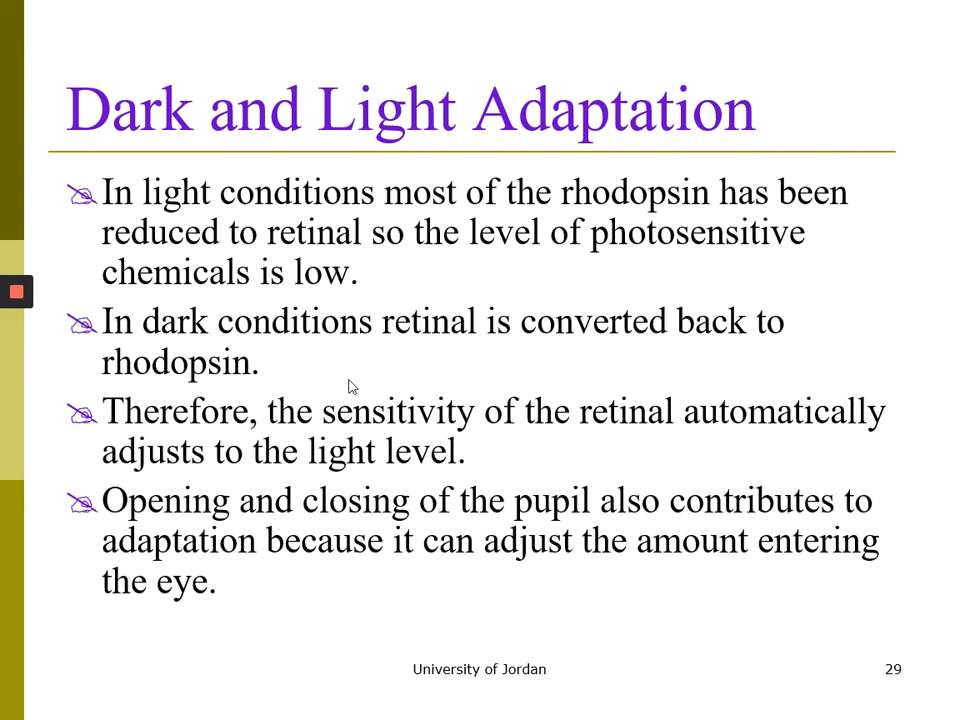 Dark and Light Adaptation
In light conditions most of the rhodopsin has been
reduced to retinal so the level of photosensitive
chemicals is low.
In dark conditions retinal is converted back to
rhodopsin.
Therefore, the sensitivity of the retinal automatically
adjusts to the light level.
Opening and closing of the pupil also contributes to
adaptation because it can adjust the amount entering
the eye.
University of Jordan
29